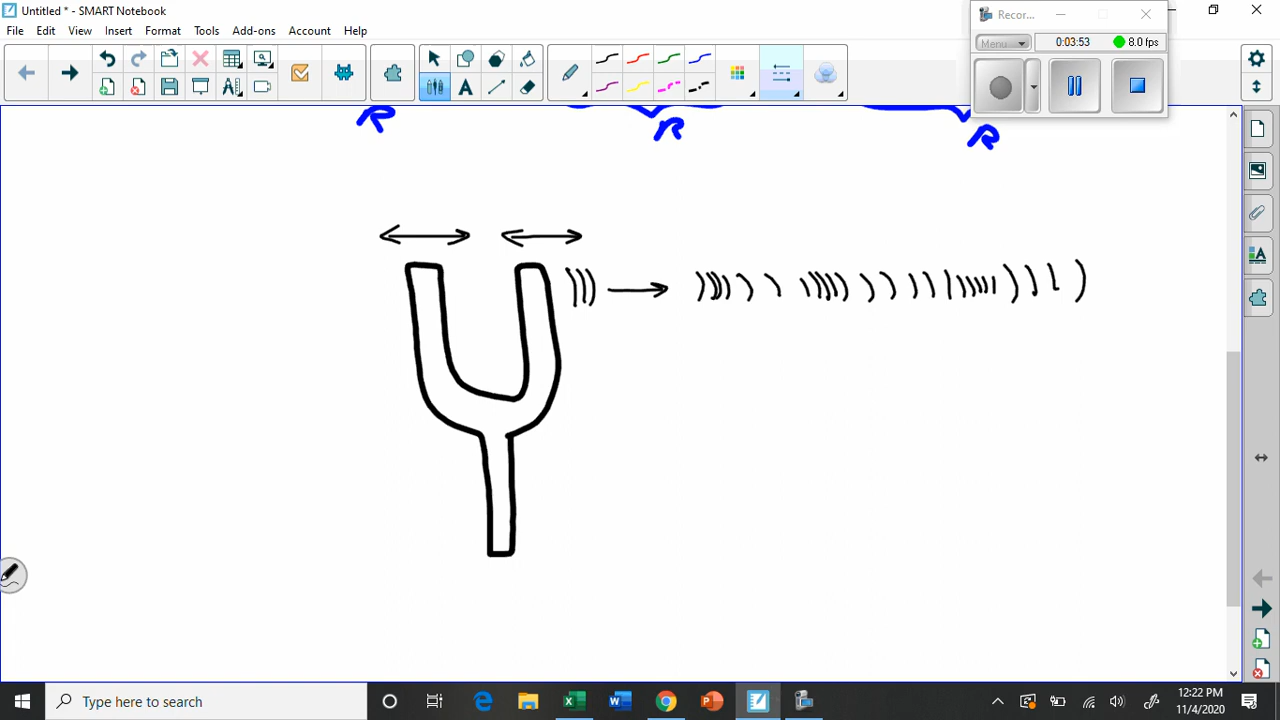 Untitled * - SMART Notebook
Recor...
File Edit View Insert Format Tools Add-ons Account Help
Menu
0:03:53
8.0 fps
R
R
R
Type here to search
12:22 PM
11/4/2020